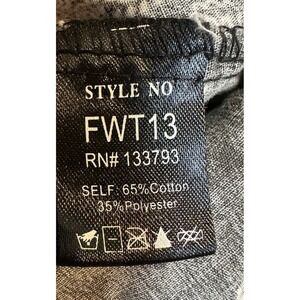 STYLE NO
FWT13
RN# 133793
SELF: 65%Cotton
35%Polyester